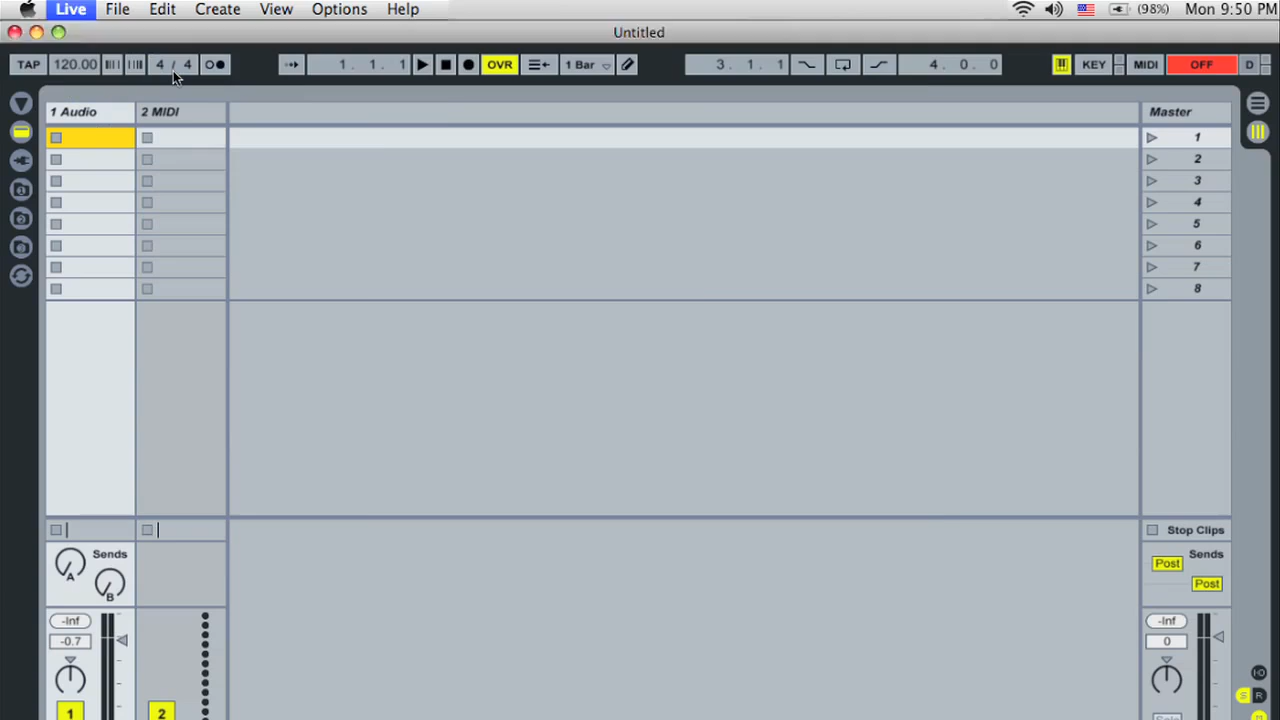 Live File Edit Create View Options Help (98%) Mon 9:50 PM
Untitled
TAP 120.00 4 / 4 1. 1. 1 OVR 1 Bar 3. 1. 1 4. 0. 0 KEY MIDI OFF D
1 Audio 2 MIDI Master
1
2
3
4
5
6
7
8
Stop Clips
Sends Sends
A B Post
Post
-Inf -Inf
-0.7 0
S R
1 2